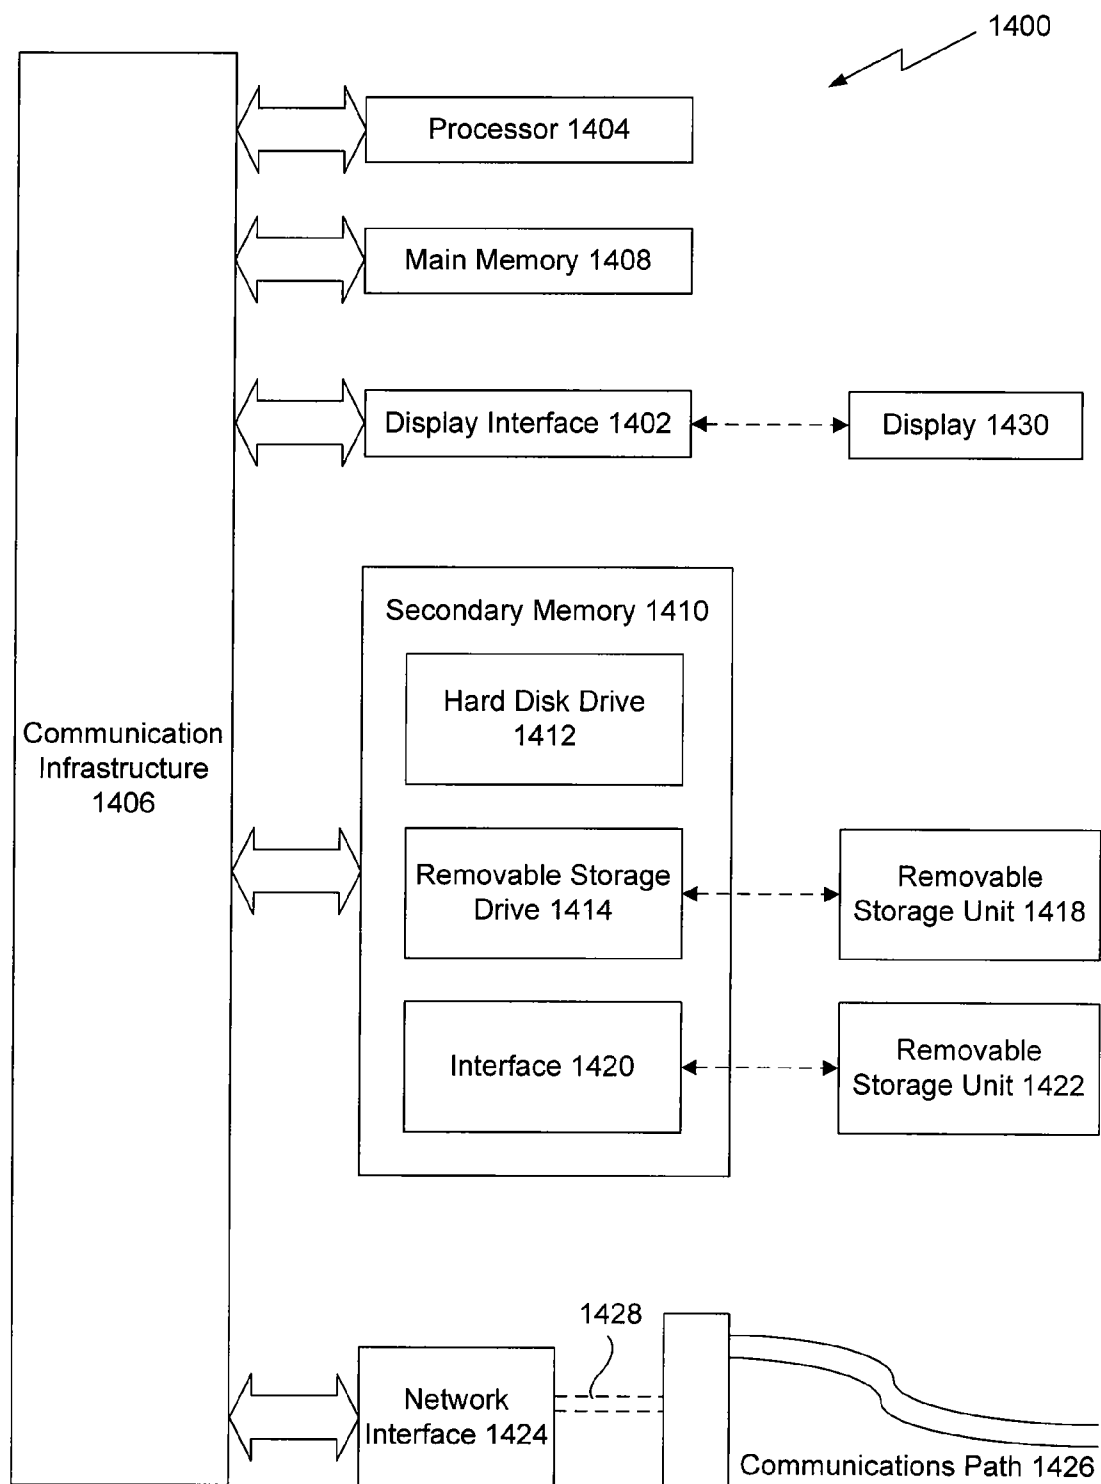 1400
Processor 1404
Main Memory 1408
Display Interface 1402
Display 1430
Secondary Memory 1410
Hard Disk Drive
1412
Communication
Infrastructure
1406
Removable Storage
Drive 1414
Removable
Storage Unit 1418
Interface 1420
Removable
Storage Unit 1422
1428
Network
Interface 1424
Communications Path 1426